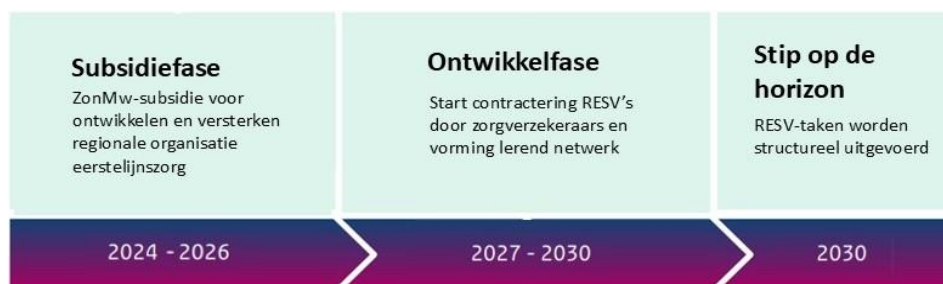 Subsidiefase
ZonMw-subsidie voor
ontwikkelen en versterken
regionale organisatie
eerstelijnszorg
Ontwikkelfase
Start contractering RESV's
door zorgverzekeraars en
vorming lerend netwerk
Stip op de
horizon
RESV-taken worden
structureel uitgevoerd
2024 - 2026
2027 - 2030
2030